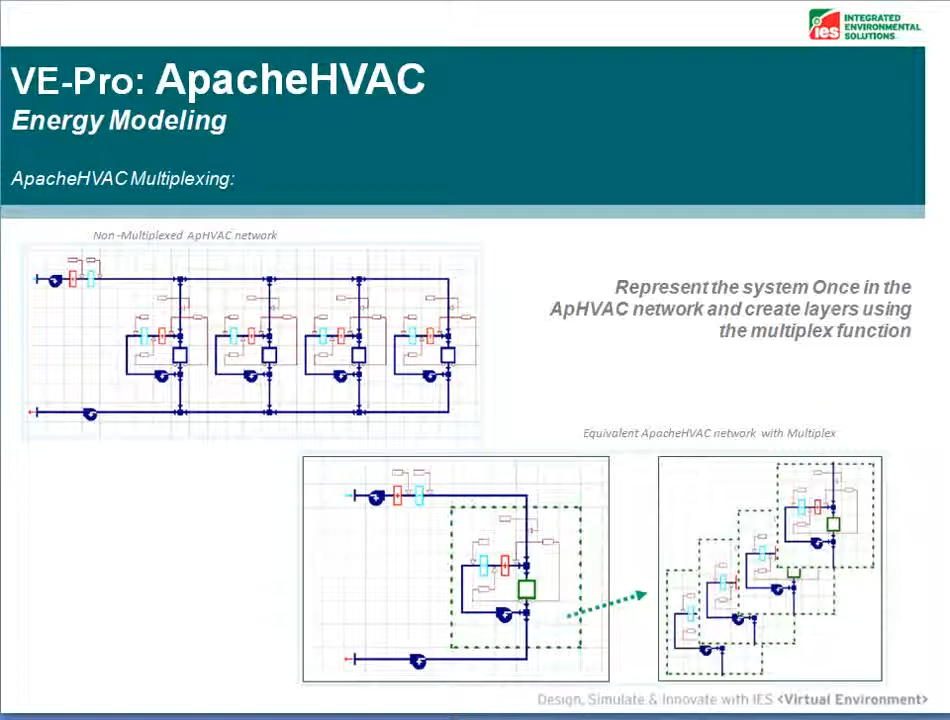 ies INTEGRATED
ENVIRONMENTAL
SOLUTIONS
VE-Pro: ApacheHVAC
Energy Modeling
ApacheHVAC Multiplexing:
Non -Multiplexed ApHVAC network
Represent the system Once in the
ApHVAC network and create layers using
the multiplex function
Equivalent ApacheHVAC network with Multiplex
Design, Simulate & Innovate with IES <Virtual Environment>